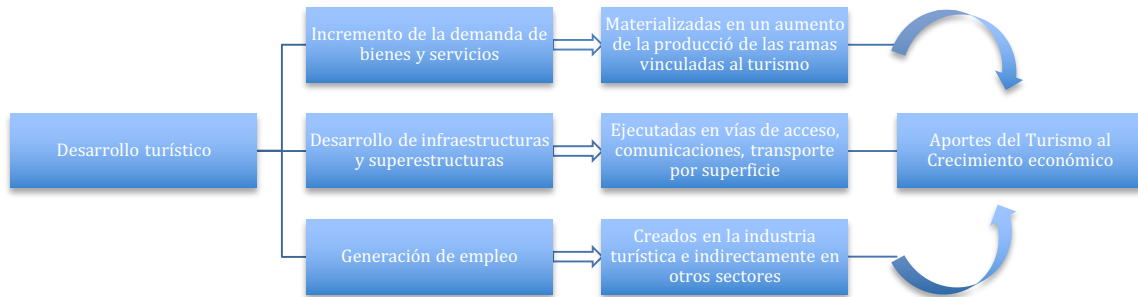 Desarrollo turístico
Incremento de la demanda de
bienes y servicios
Materializadas en un aumento
de la producció de las ramas
vinculadas al turismo
Desarrollo de infraestructuras
y superestructuras
Ejecutadas en vías de acceso,
comunicaciones, transporte
por superficie
Generación de empleo
Creados en la industria
turística e indirectamente en
otros sectores
Aportes del Turismo al
Crecimiento económico